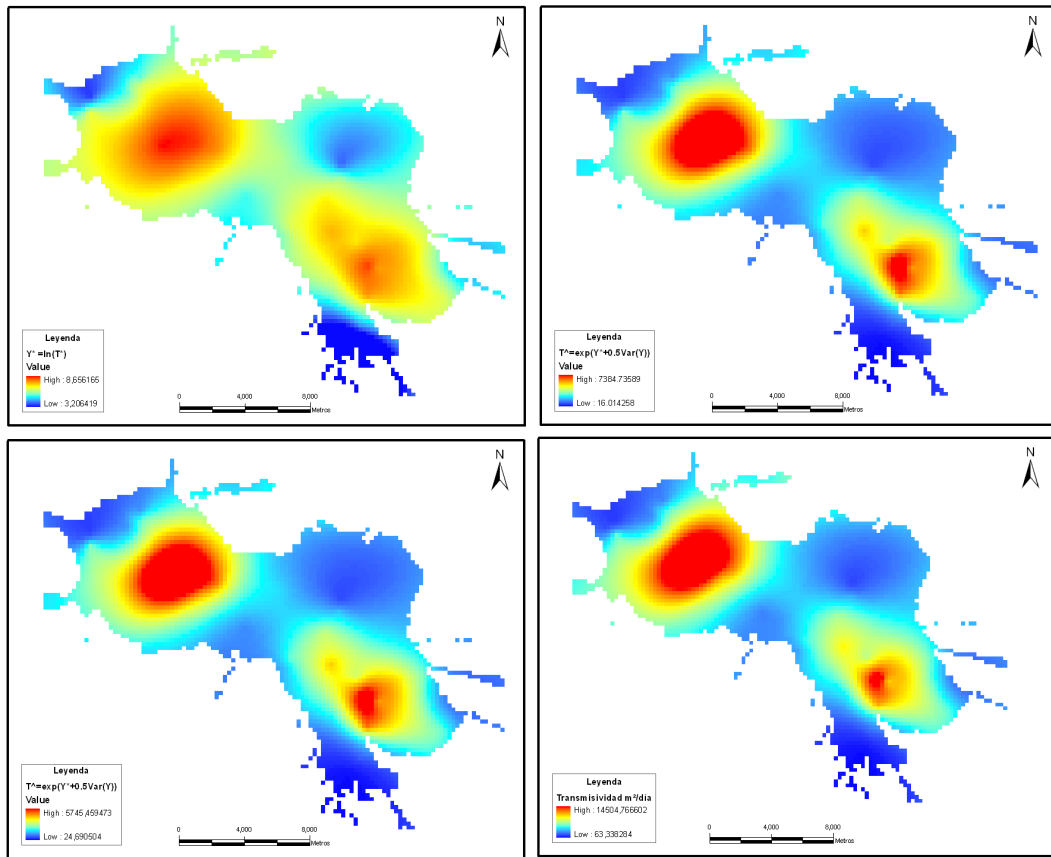 N
Leyenda
Y* =ln(T*)
Value
High : 8,656165
Low : 3,206419
0 4,000 8,000
Metros
N
Leyenda
T^=exp(Y*+0.5Var(Y))
Value
High : 7384.73589
Low : 16.014258
0 4,000 8,000
Metros
N
Leyenda
T^=exp(Y*+0.5Var(Y))
Value
High : 5745,459473
Low : 24,690504
0 4,000 8,000
Metros
N
Leyenda
Transmisividad m²/día
High : 14504,766602
Low : 63,338284
0 4,000 8,000
Metros